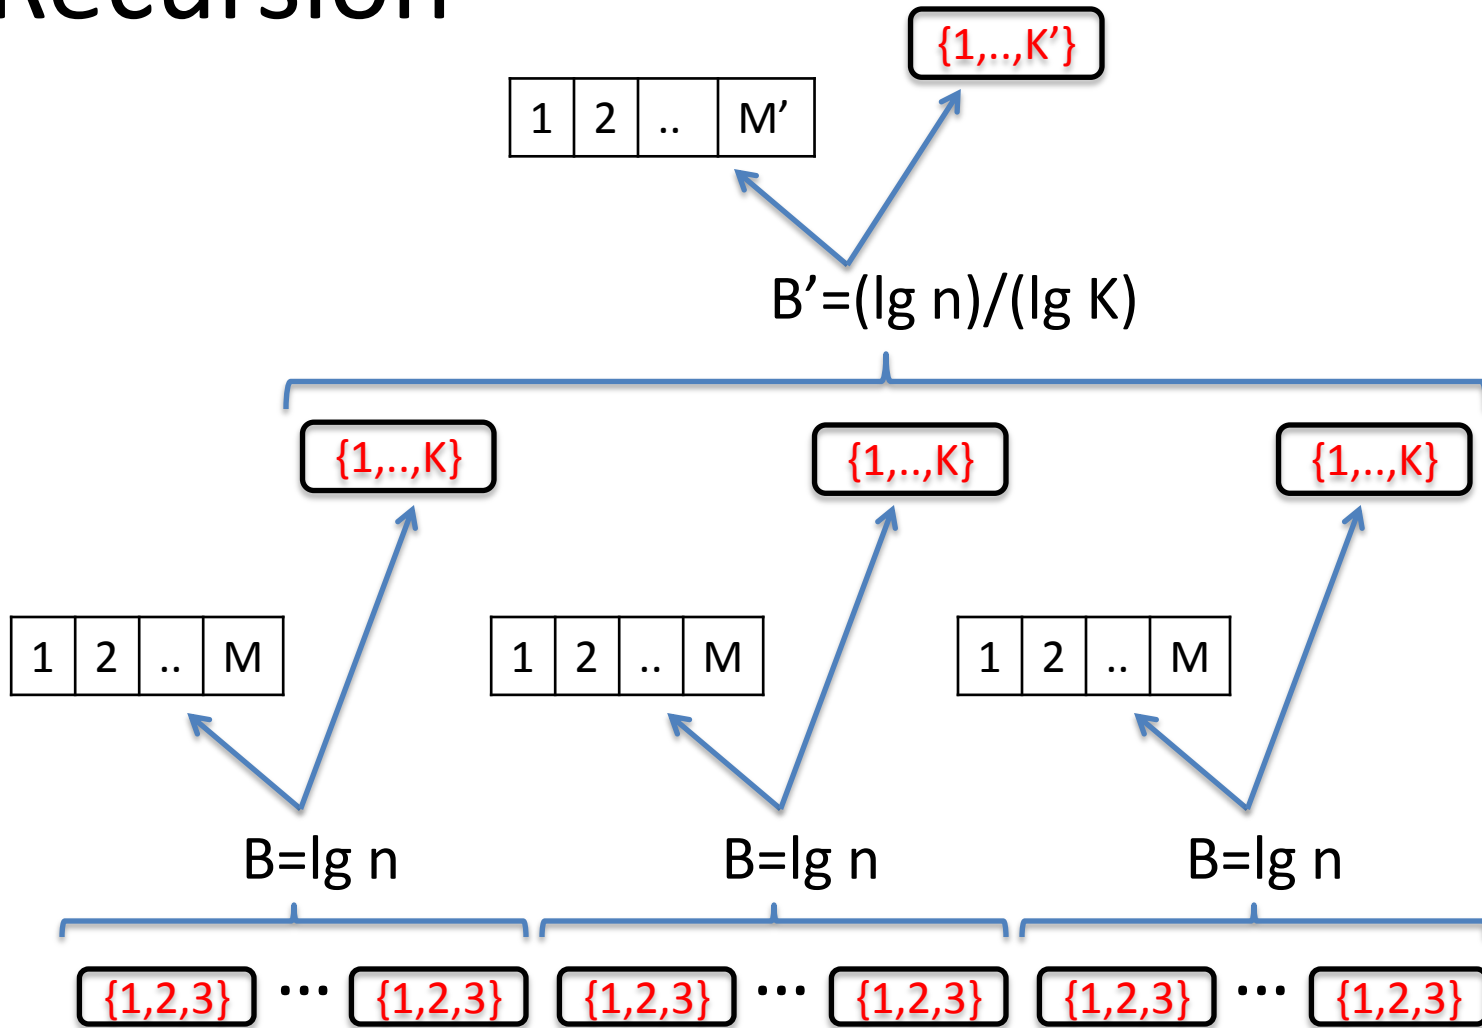 Recursion
{1,..,K’}
1 2 .. M’
B’=(lg n)/(lg K)
{1,..,K} {1,..,K} {1,..,K}
1 2 .. M 1 2 .. M 1 2 .. M
B=lg n B=lg n B=lg n
{1,2,3} ... {1,2,3} {1,2,3} ... {1,2,3} {1,2,3} ... {1,2,3}